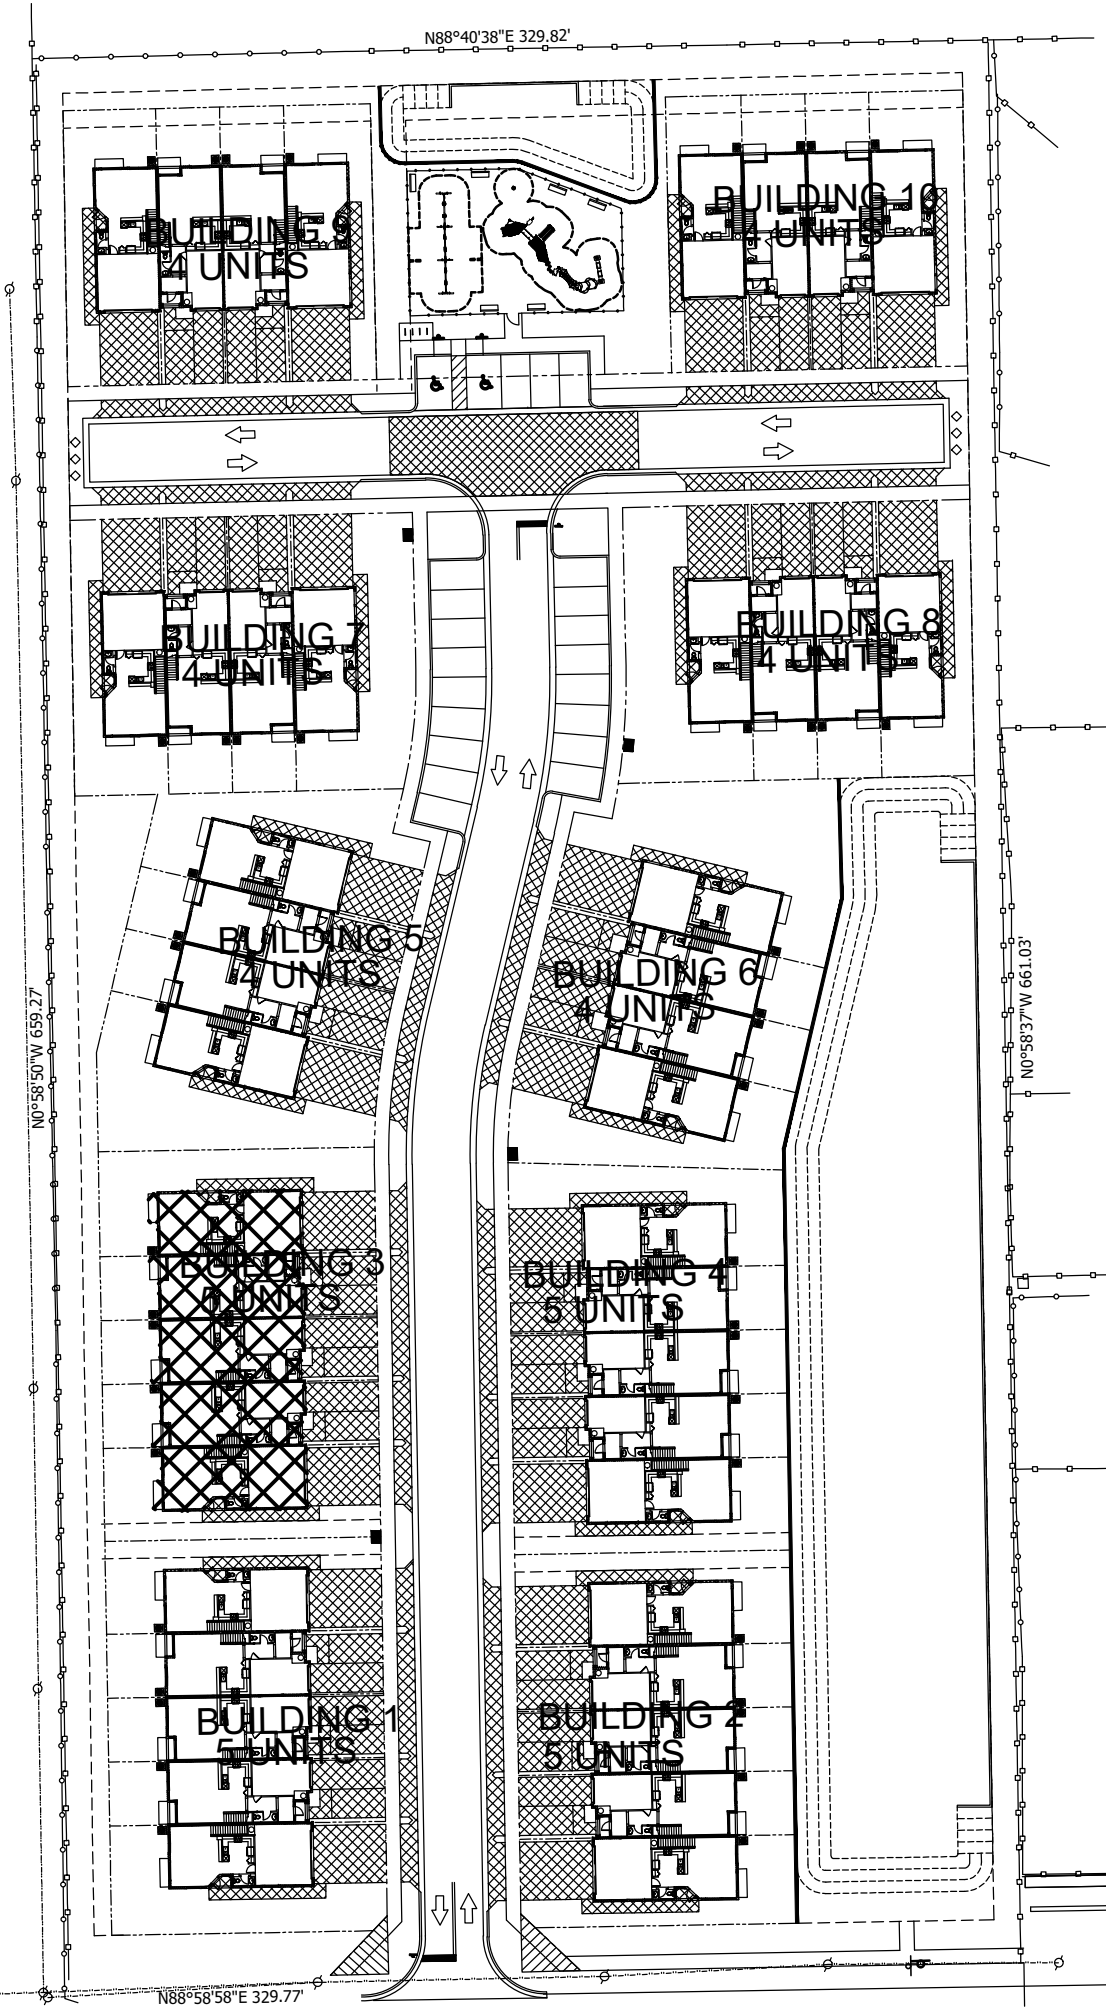 N88°40'38"E 329.82'
BUILDING 9
4 UNITS
BUILDING 10
4 UNITS
BUILDING 7
4 UNITS
BUILDING 8
4 UNITS
BUILDING 5
4 UNITS
BUILDING 6
4 UNITS
N0°58'50"W 659.27'
N0°58'37"W 661.03'
BUILDING 3
UNITS
BUILDING 4
5 UNITS
BUILDING 1
5 UNITS
BUILDING 2
5 UNITS
N88°58'58"E 329.77'